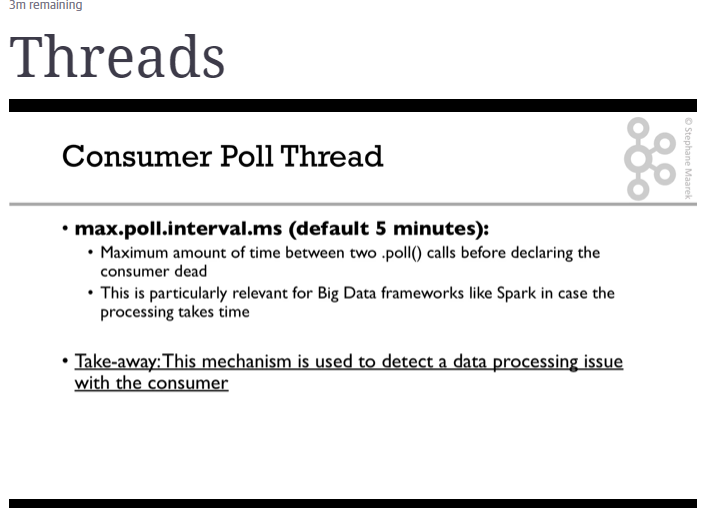 3m remaining
Threads
Consumer Poll Thread
© Stephane Maarek
• max.poll.interval.ms (default 5 minutes):
• Maximum amount of time between two .poll() calls before declaring the
consumer dead
• This is particularly relevant for Big Data frameworks like Spark in case the
processing takes time
• Take-away: This mechanism is used to detect a data processing issue
with the consumer